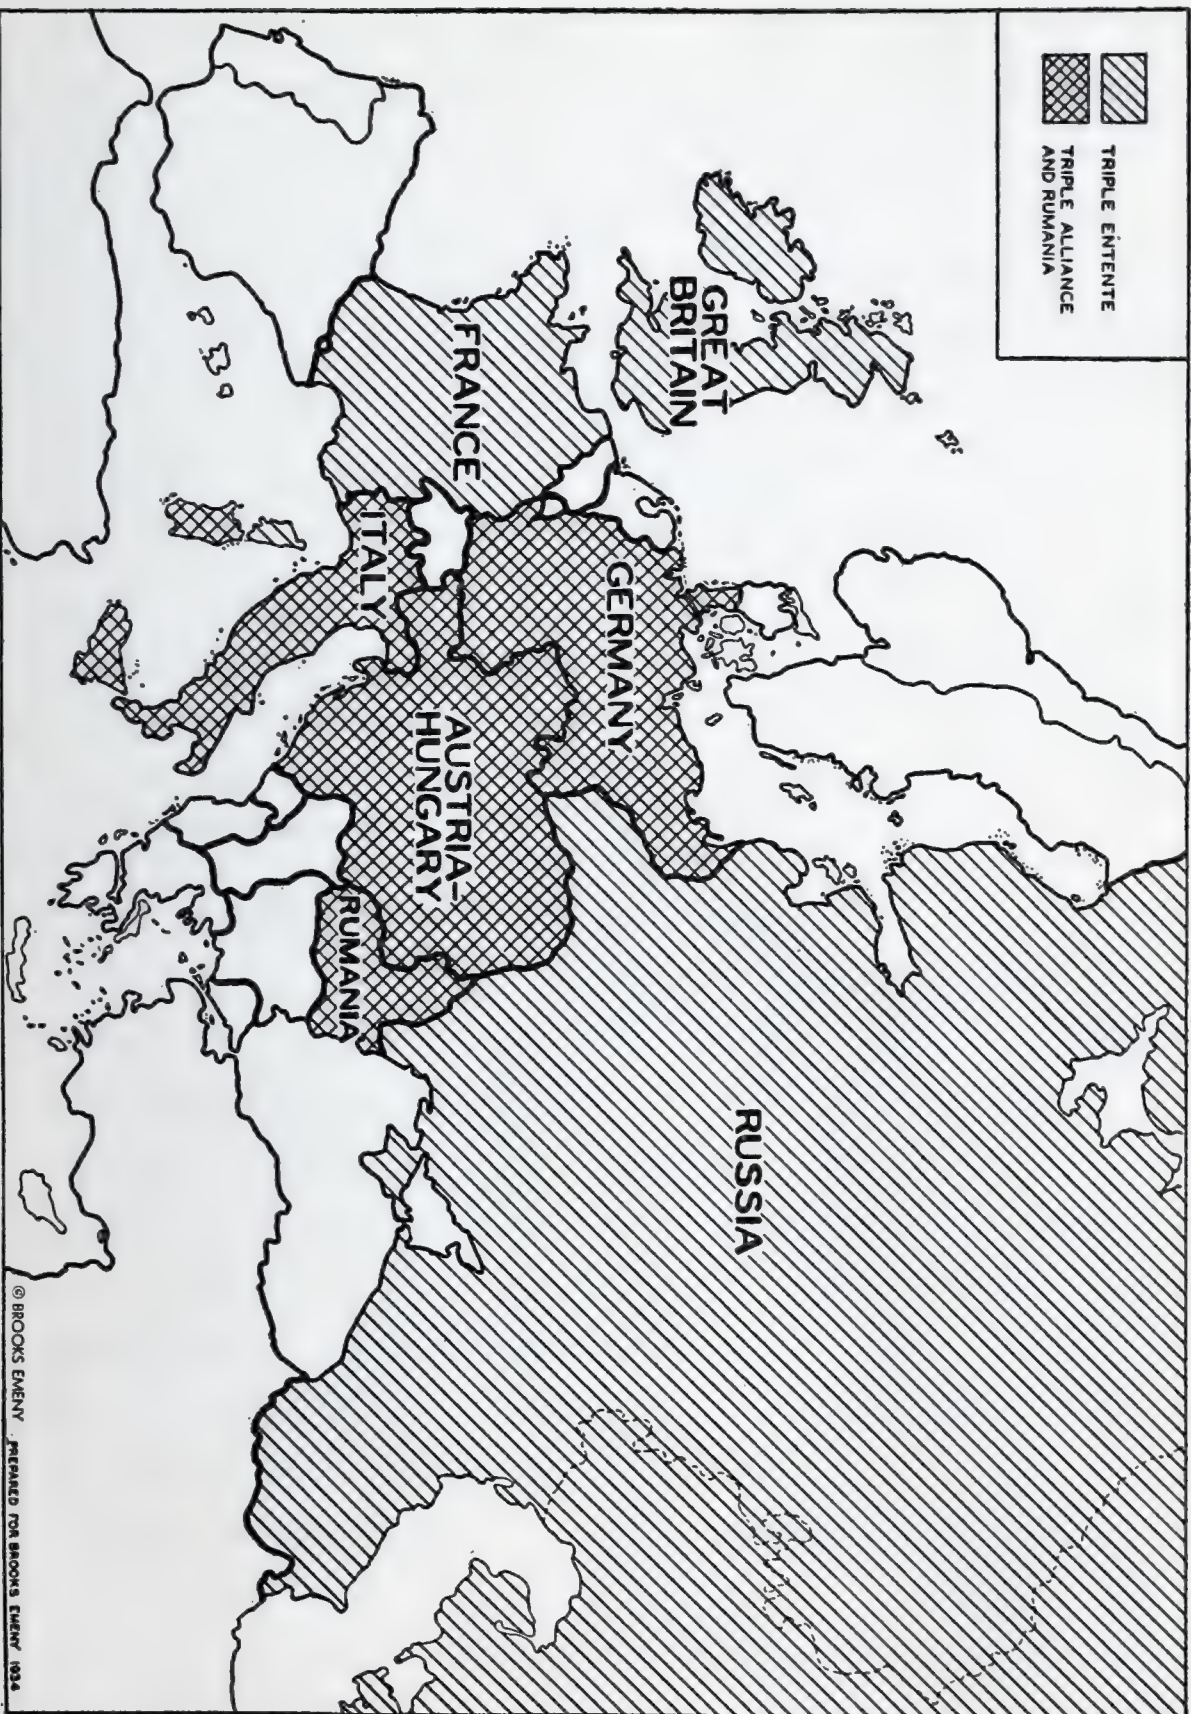 TRIPLE ENTENTE
TRIPLE ALLIANCE
AND RUMANIA
GREAT
BRITAIN
FRANCE
GERMANY
ITALY
AUSTRIA–
HUNGARY
RUMANIA
RUSSIA
© BROOKS EMENY PREPARED FOR BROOKS EMENY 1934